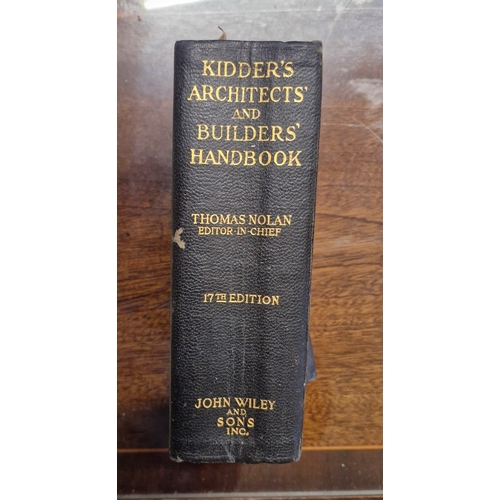 KIDDER'S
ARCHITECTS'
AND
BUILDERS'
HANDBOOK
THOMAS NOLAN
EDITOR-IN-CHIEF
17TH EDITION
JOHN WILEY
AND
SONS
INC.